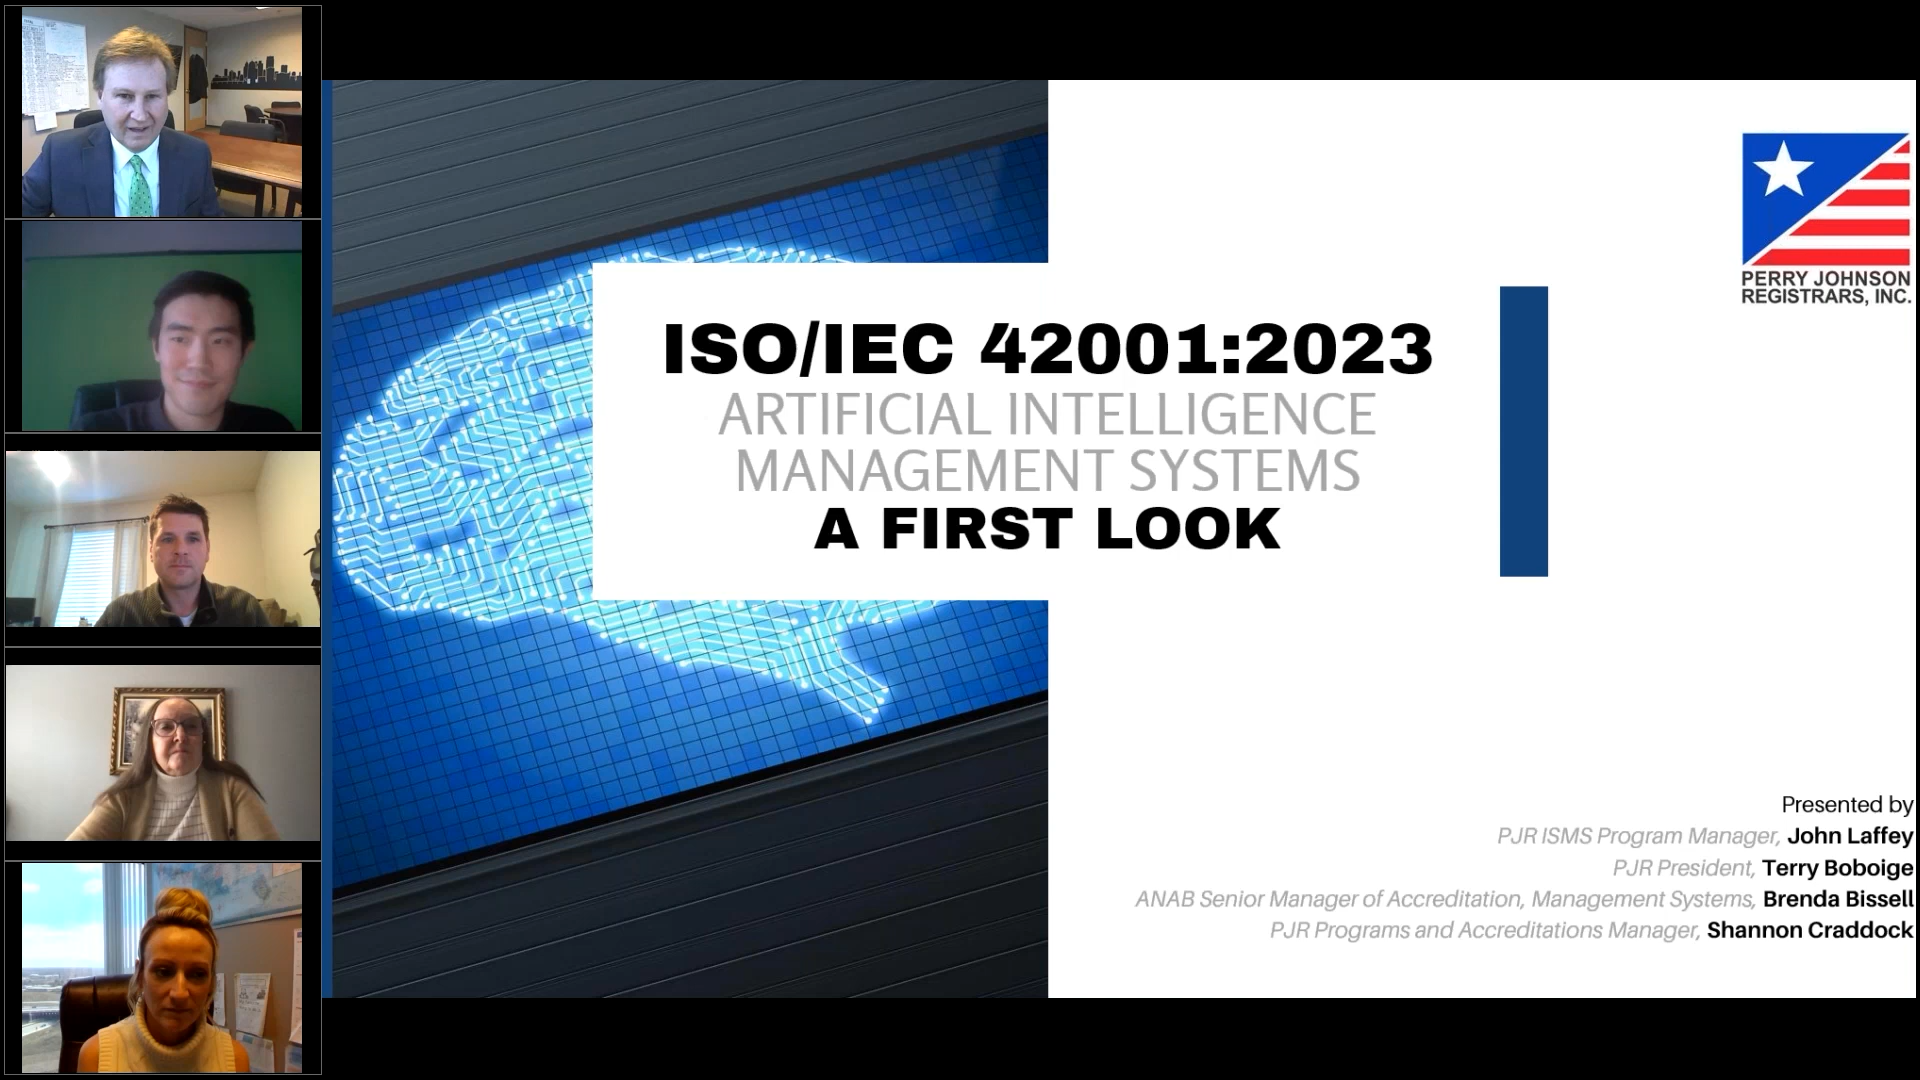 ISO/IEC 42001:2023
ARTIFICIAL INTELLIGENCE
MANAGEMENT SYSTEMS
A FIRST LOOK
PERRY JOHNSON
REGISTRARS, INC.
Presented by
PJR ISMS Program Manager, John Laffey
PJR President, Terry Boboige
ANAB Senior Manager of Accreditation, Management Systems, Brenda Bissell
PJR Programs and Accreditations Manager, Shannon Craddock